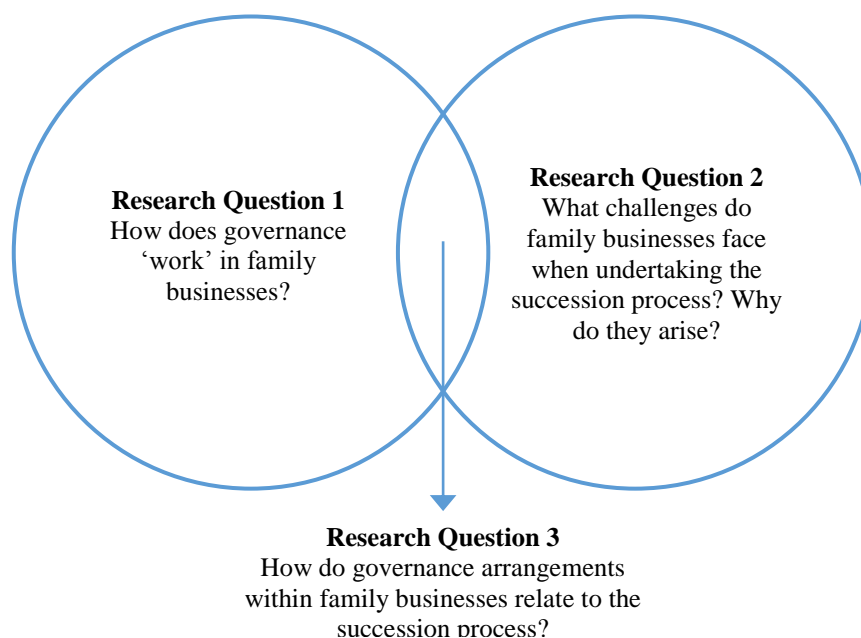 Research Question 1
How does governance
‘work’ in family
businesses?
Research Question 2
What challenges do
family businesses face
when undertaking the
succession process? Why
do they arise?
Research Question 3
How do governance arrangements
within family businesses relate to the
succession process?